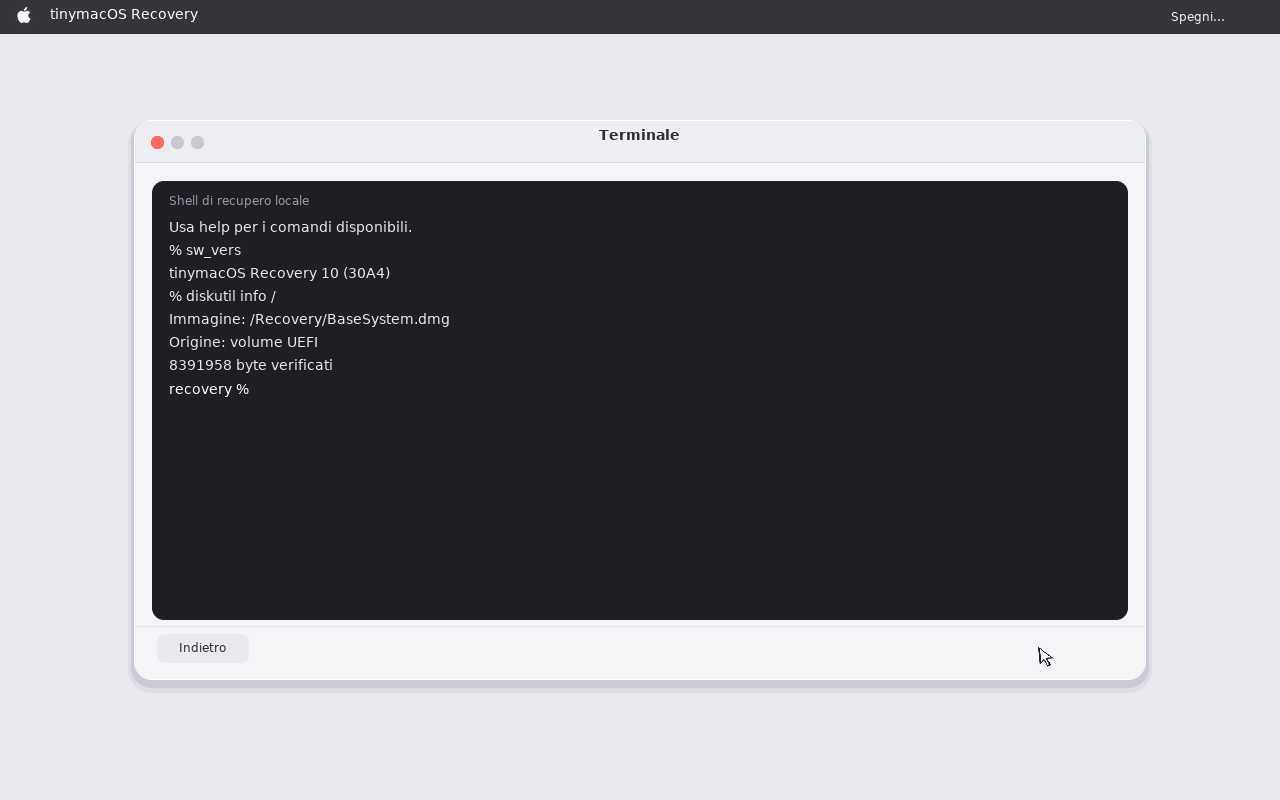 tinymacOS Recovery
Spegni...
Terminale
Shell di recupero locale
Usa help per i comandi disponibili.
% sw_vers
tinymacOS Recovery 10 (30A4)
% diskutil info /
Immagine: /Recovery/BaseSystem.dmg
Origine: volume UEFI
8391958 byte verificati
recovery %
Indietro